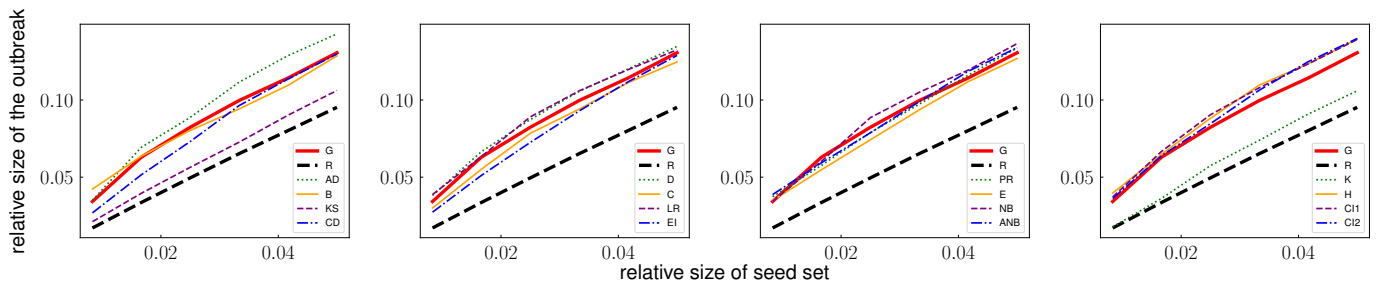 relative size of the outbreak
0.10
0.05
0.02
0.04
G
R
AD
B
KS
CD
0.10
0.05
0.02
0.04
G
R
D
C
LR
EI
0.10
0.05
0.02
0.04
G
R
PR
E
NB
ANB
0.10
0.05
0.02
0.04
G
R
K
H
CI1
CI2
relative size of seed set